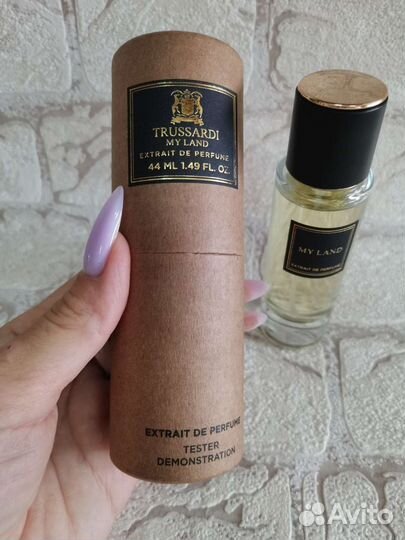 TRUSSARDI
MY LAND
EXTRAIT DE PERFUME
44 ML 1.49 FL. OZ.
EXTRAIT DE PERFUME
TESTER
DEMONSTRATION
MY LAND
EXTRAIT DE PERFUME
Avito